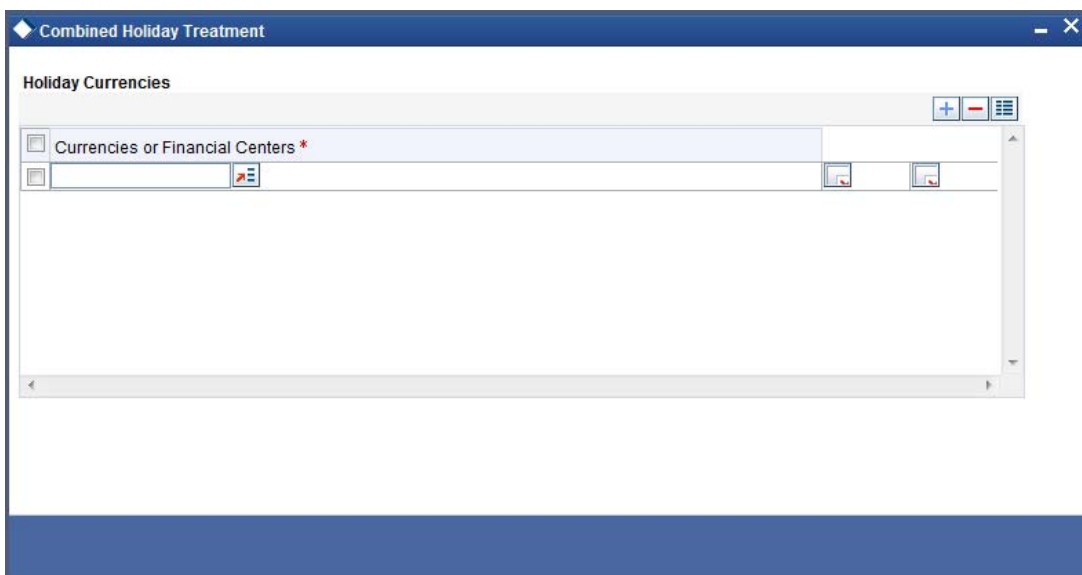 Combined Holiday Treatment
Holiday Currencies
Currencies or Financial Centers *